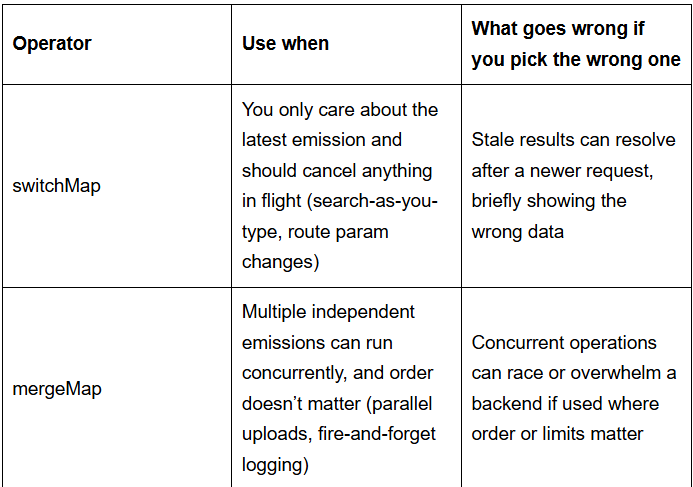 Operator
Use when
What goes wrong if
you pick the wrong one
switchMap
You only care about the
latest emission and
should cancel anything
in flight (search-as-you-
type, route param
changes)
Stale results can resolve
after a newer request,
briefly showing the
wrong data
mergeMap
Multiple independent
emissions can run
concurrently, and order
doesn’t matter (parallel
uploads, fire-and-forget
logging)
Concurrent operations
can race or overwhelm a
backend if used where
order or limits matter